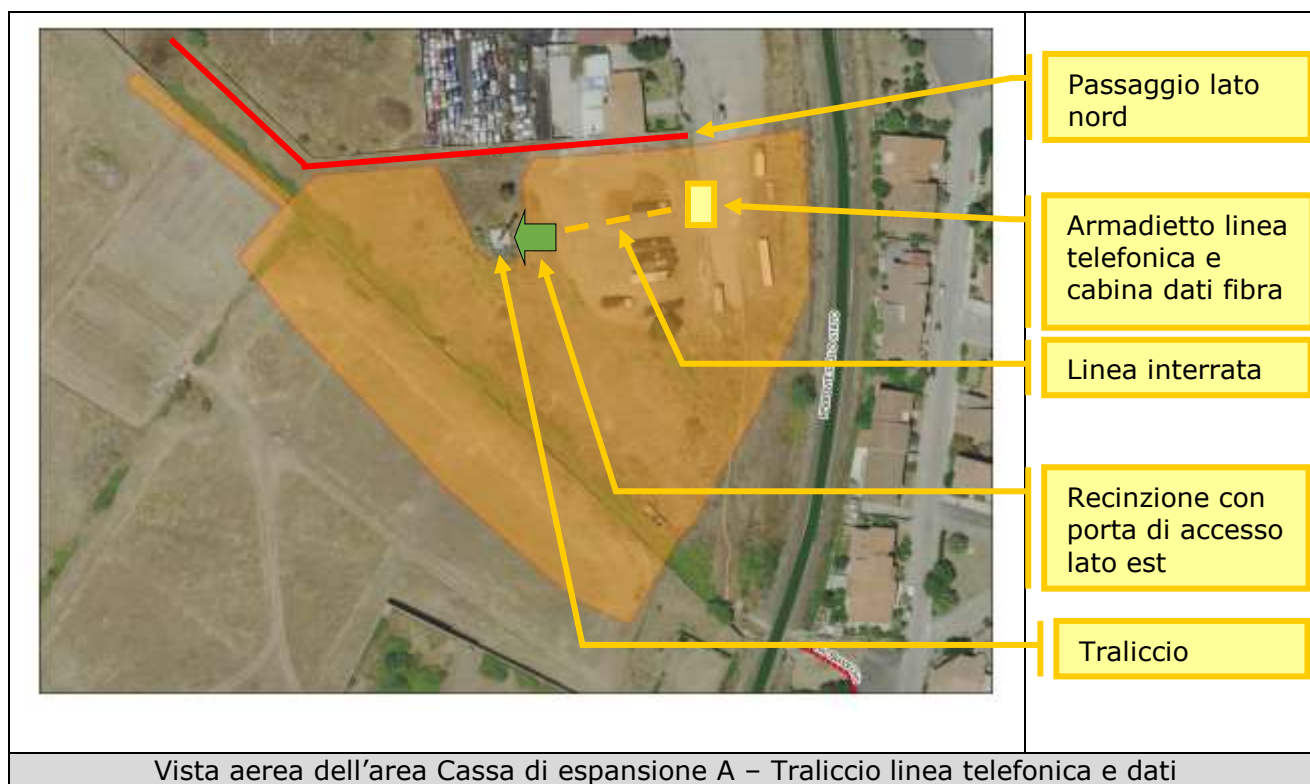 Passaggio lato
nord
Armadietto linea
telefonica e
cabina dati fibra
Linea interrata
Recinzione con
porta di accesso
lato est
Traliccio
Vista aerea dell'area Cassa di espansione A – Traliccio linea telefonica e dati